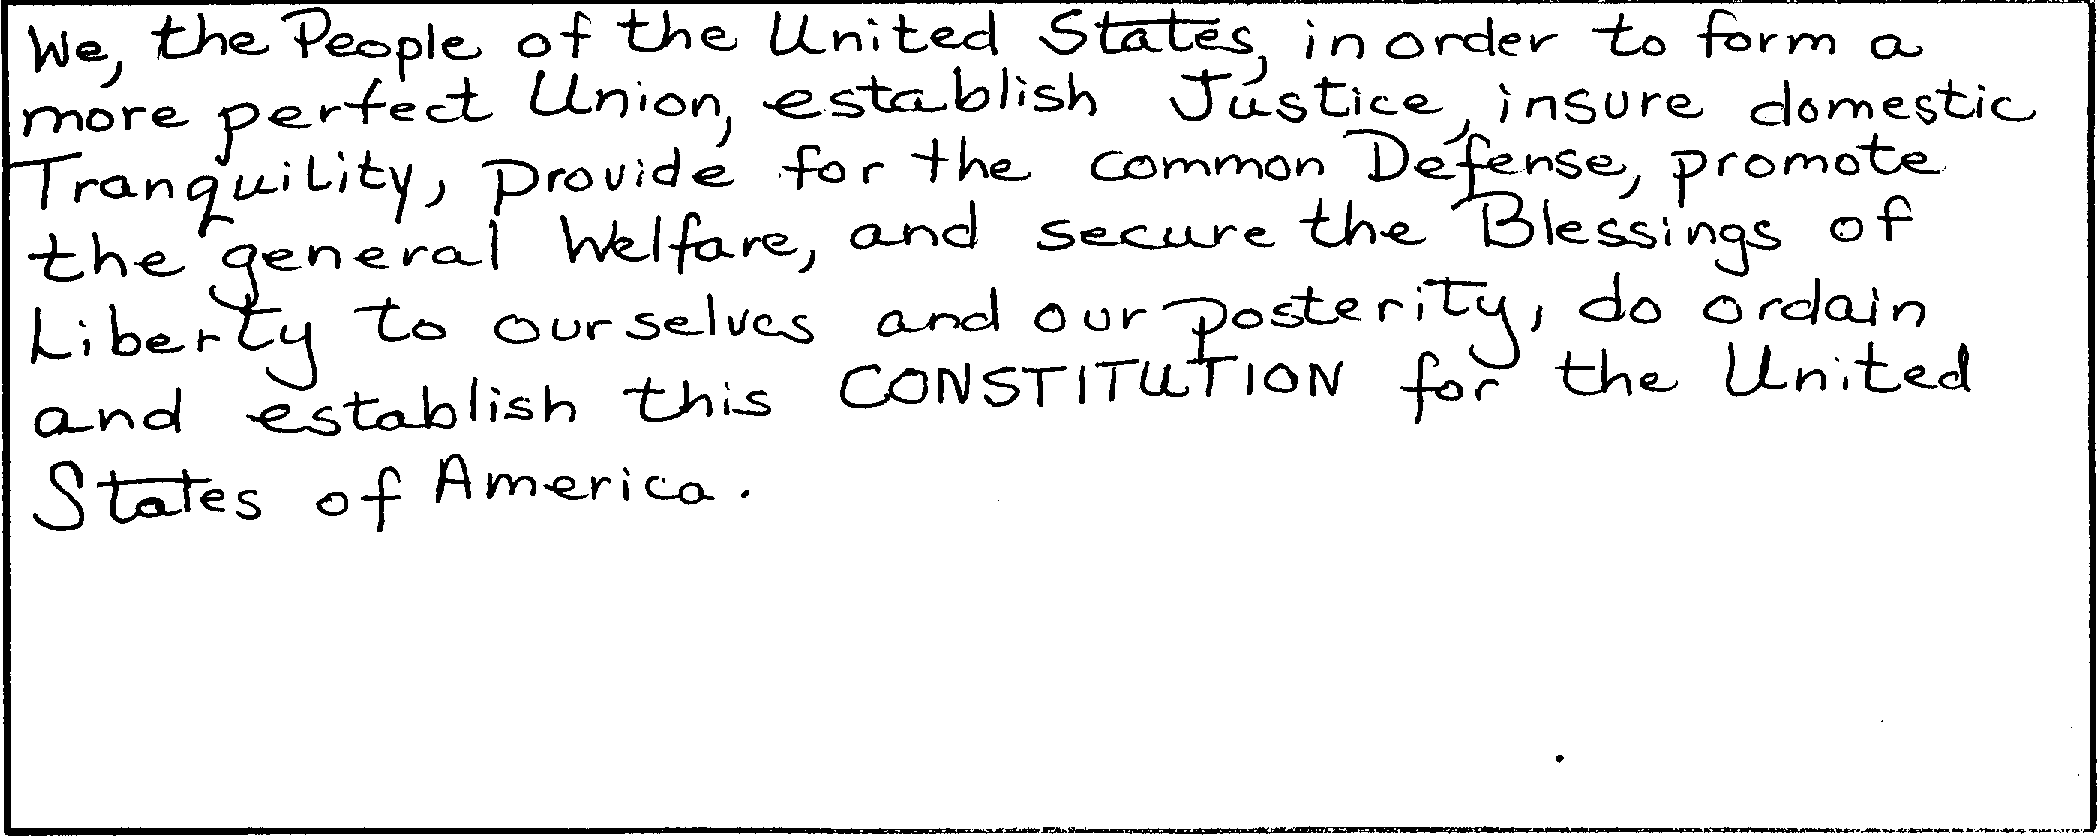 We, the People of the United States, in order to form a
more perfect Union, establish Justice, insure domestic
Tranquility, provide for the common Defense, promote
the general Welfare, and secure the Blessings of
Liberty to ourselves and our posterity, do ordain
and establish this CONSTITUTION for the United
States of America.